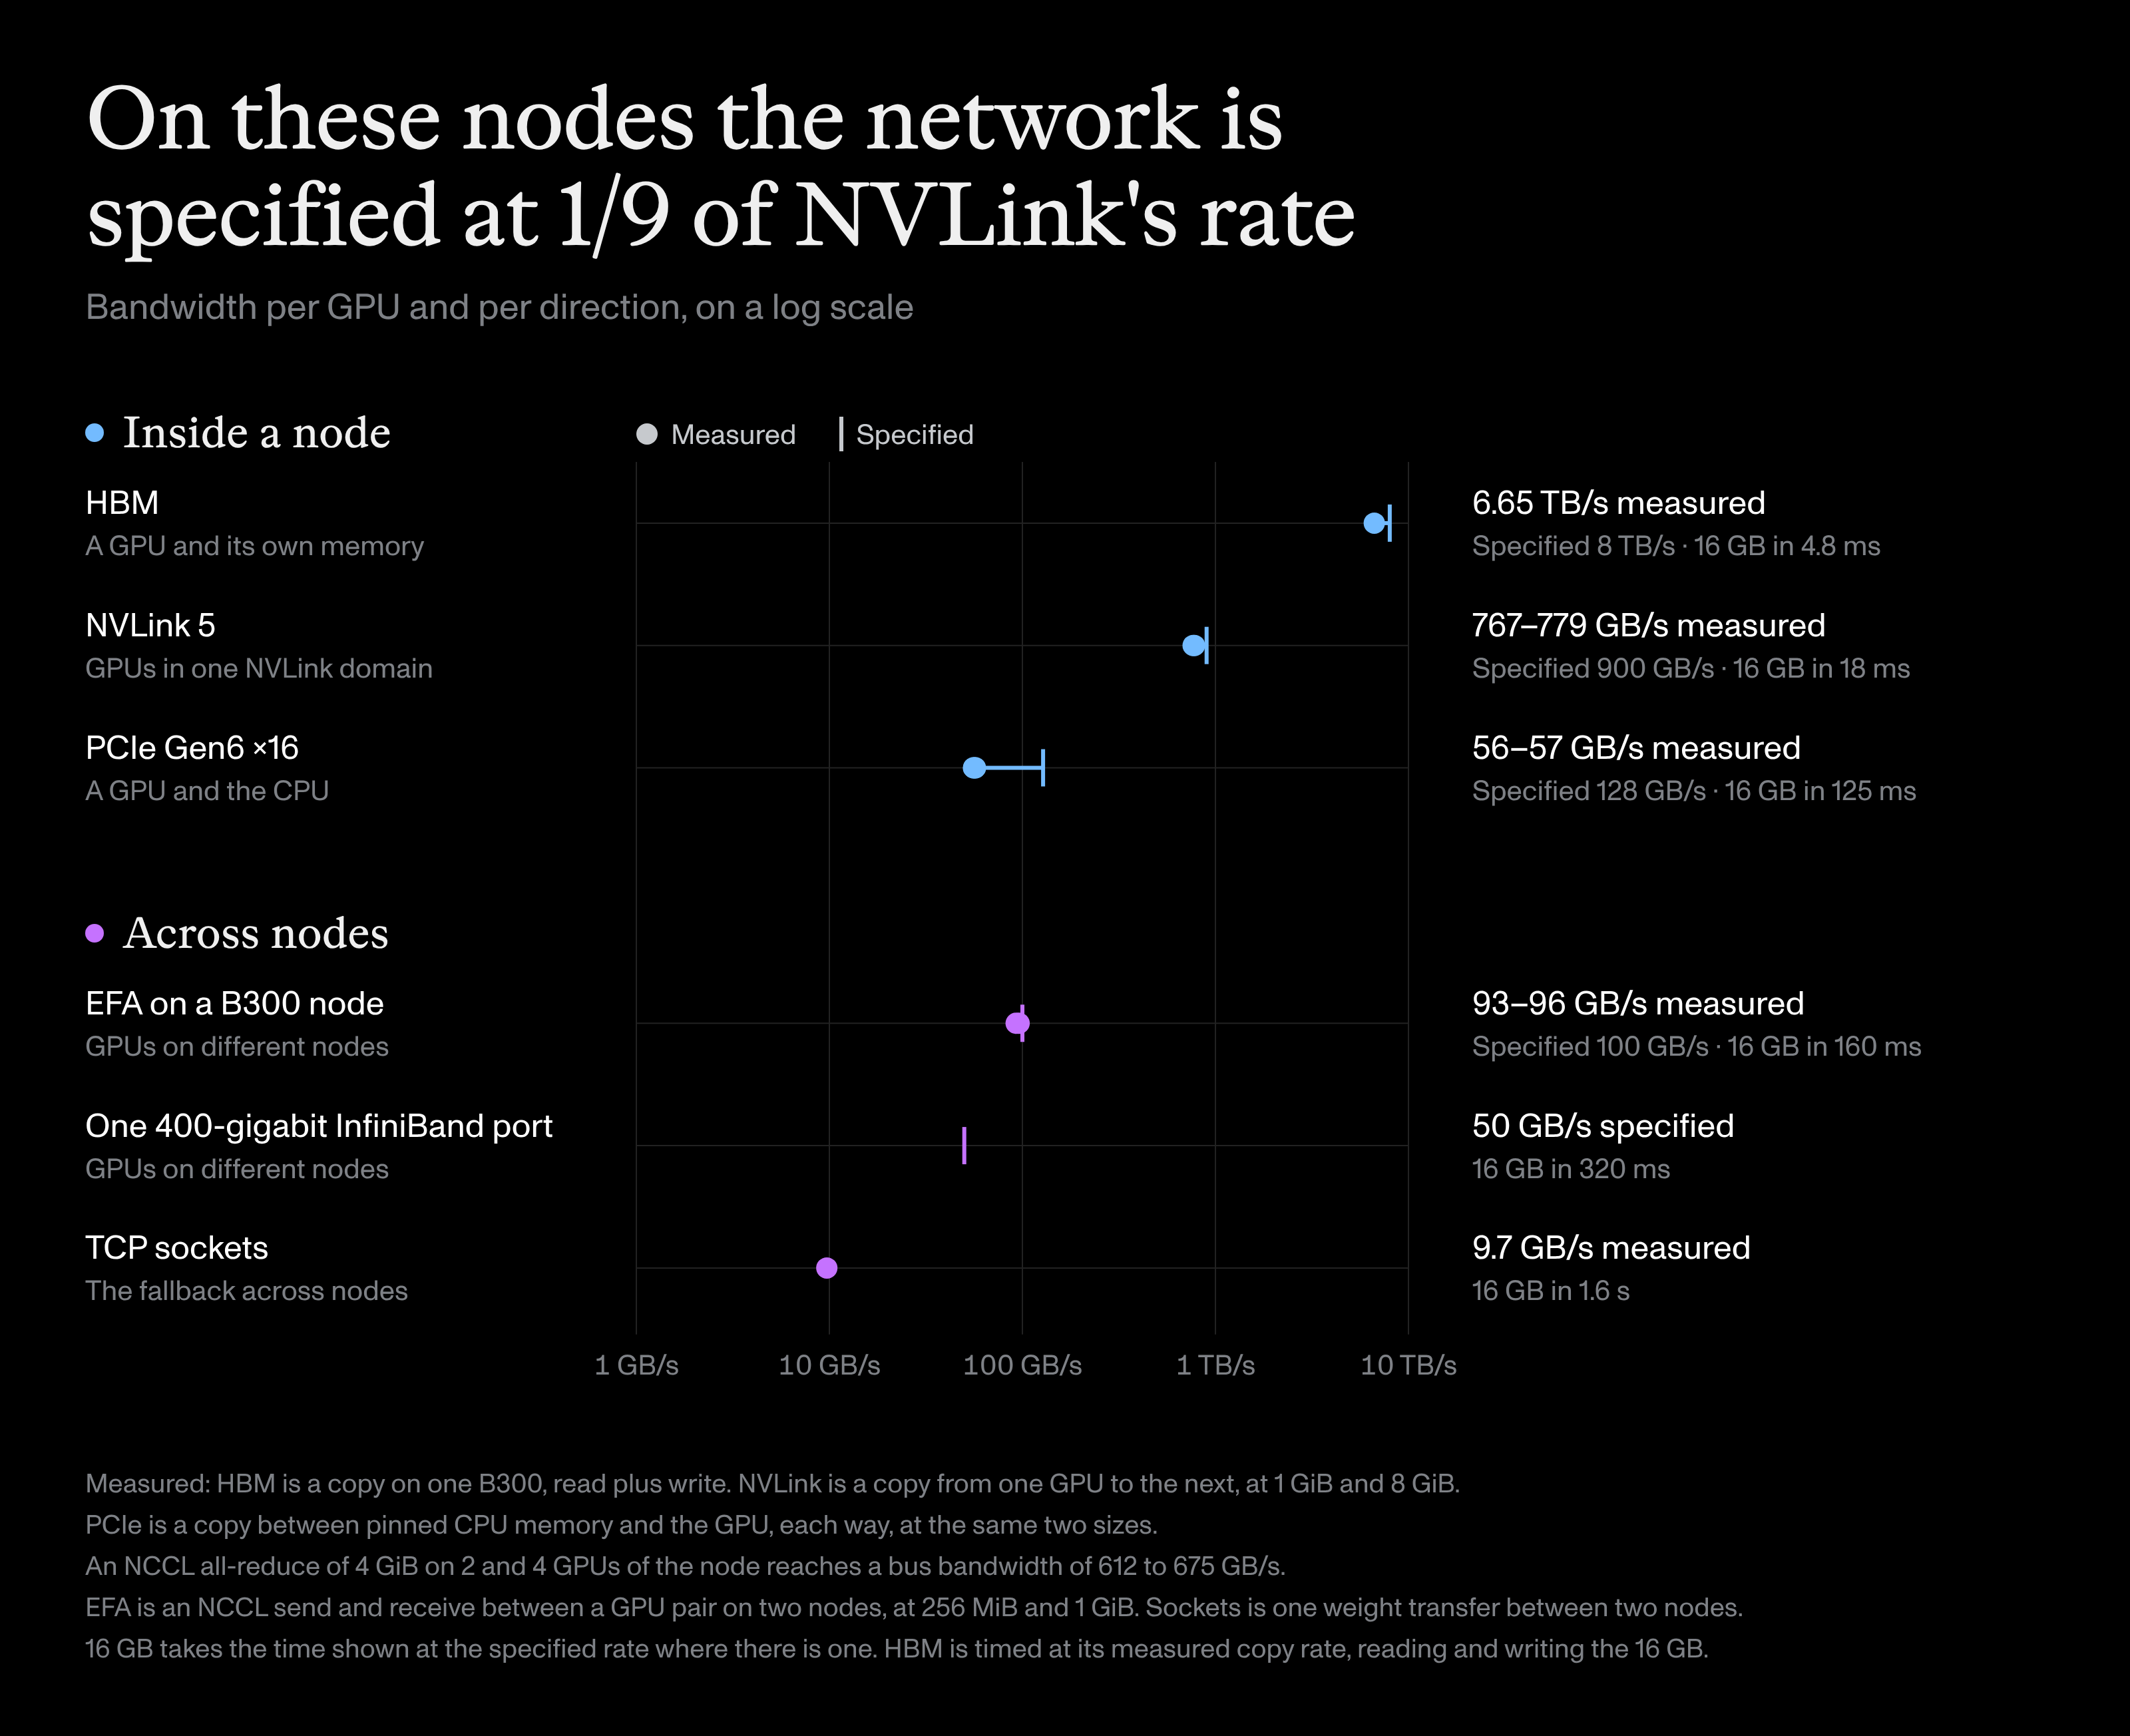 On these nodes the network is
specified at 1/9 of NVLink's rate
Bandwidth per GPU and per direction, on a log scale
Inside a node
Measured
Specified
HBM
A GPU and its own memory
6.65 TB/s measured
Specified 8 TB/s · 16 GB in 4.8 ms
NVLink 5
GPUs in one NVLink domain
767–779 GB/s measured
Specified 900 GB/s · 16 GB in 18 ms
PCIe Gen6 ×16
A GPU and the CPU
56–57 GB/s measured
Specified 128 GB/s · 16 GB in 125 ms
Across nodes
EFA on a B300 node
GPUs on different nodes
93–96 GB/s measured
Specified 100 GB/s · 16 GB in 160 ms
One 400-gigabit InfiniBand port
GPUs on different nodes
50 GB/s specified
16 GB in 320 ms
TCP sockets
The fallback across nodes
9.7 GB/s measured
16 GB in 1.6 s
1 GB/s
10 GB/s
100 GB/s
1 TB/s
10 TB/s
Measured: HBM is a copy on one B300, read plus write. NVLink is a copy from one GPU to the next, at 1 GiB and 8 GiB.
PCIe is a copy between pinned CPU memory and the GPU, each way, at the same two sizes.
An NCCL all-reduce of 4 GiB on 2 and 4 GPUs of the node reaches a bus bandwidth of 612 to 675 GB/s.
EFA is an NCCL send and receive between a GPU pair on two nodes, at 256 MiB and 1 GiB. Sockets is one weight transfer between two nodes.
16 GB takes the time shown at the specified rate where there is one. HBM is timed at its measured copy rate, reading and writing the 16 GB.